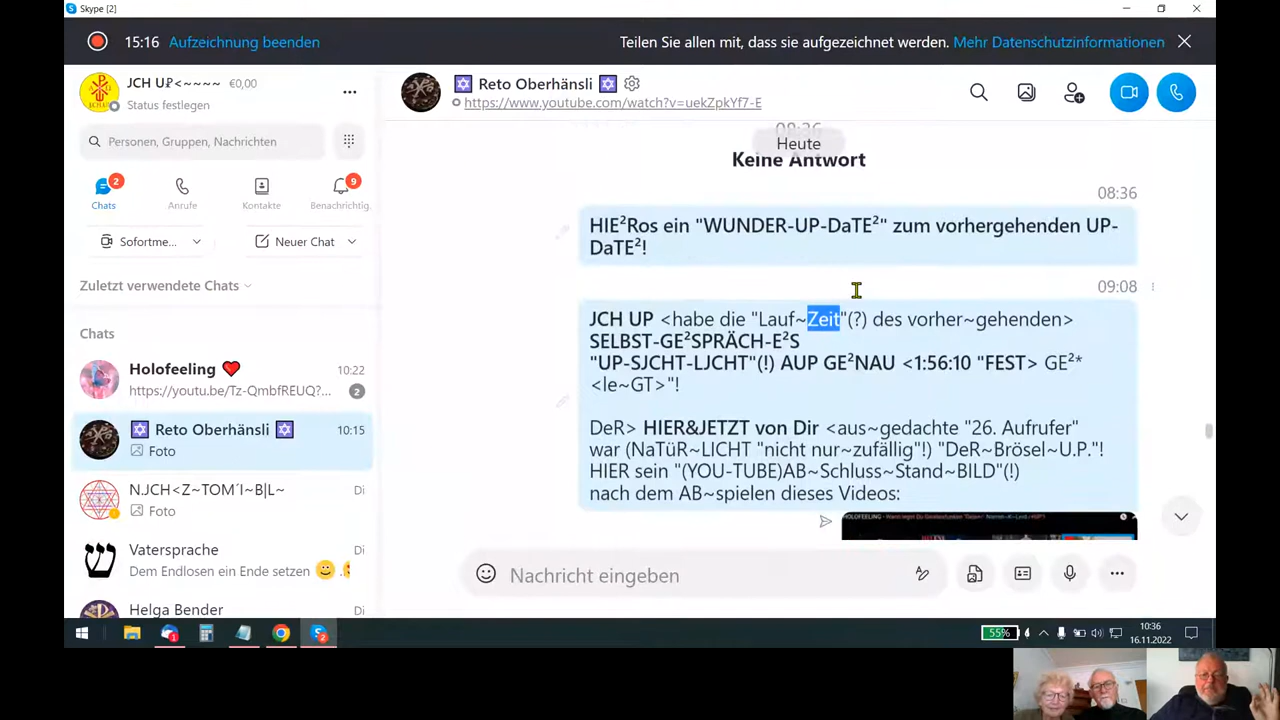 Skype [2]
15:16 Aufzeichnung beenden
Teilen Sie allen mit, dass sie aufgezeichnet werden. Mehr Datenschutzinformationen
JCH UP<~~~~ €0,00
Status festlegen
Personen, Gruppen, Nachrichten
2
9
Chats
Anrufe
Kontakte
Benachrichtig.
Sofortme...
Neuer Chat
Zuletzt verwendete Chats
Chats
Holofeeling 10:22
https://youtu.be/Tz-QmbfREUQ?... 2
Reto Oberhänsli 10:15
Foto
N.JCH<Z~TOM´I~B|L~ Di
Foto
Vatersprache Di
Dem Endlosen ein Ende setzen
Helga Bender Di
Reto Oberhänsli
https://www.youtube.com/watch?v=uekZpkYf7-E
08:36
Heute
Keine Antwort
08:36
HIE²Ros ein "WUNDER-UP-DaTE²" zum vorhergehenden UP-
DaTE²!
09:08
JCH UP <habe die "Lauf~Zeit"(?) des vorher~gehenden>
SELBST-GE²SPRÄCH-E²S
"UP-SJCHT-LJCHT"(!) AUP GE²NAU <1:56:10 "FEST> GE²*
<le~GT>"!
DeR> HIER&JETZT von Dir <aus~gedachte "26. Aufrufer"
war (NaTüR~LICHT "nicht nur~zufällig"!) "DeR~Brösel~U.P."!
HIER sein "(YOU-TUBE)AB~Schluss~Stand~BILD"(!)
nach dem AB~spielen dieses Videos:
Nachricht eingeben
55%
10:36
16.11.2022